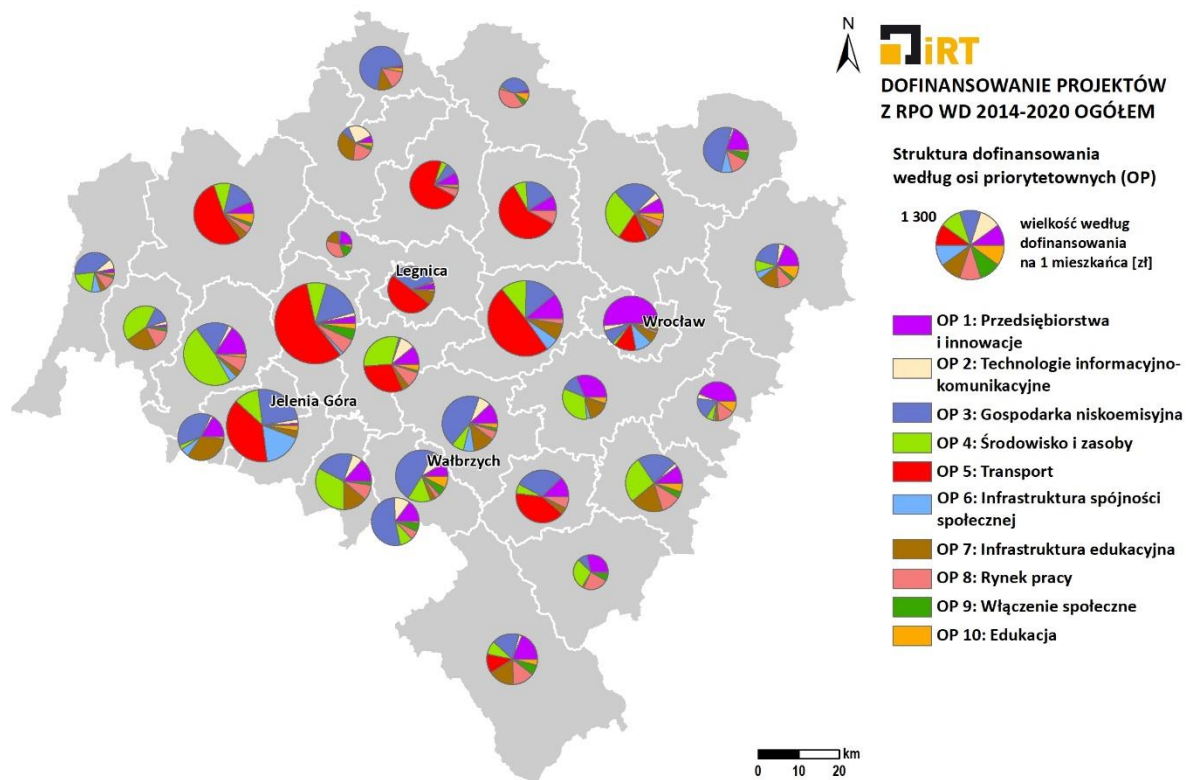 N
iRT
DOFINANSOWANIE PROJEKTÓW
Z RPO WD 2014-2020 OGÓŁEM
Struktura dofinansowania
według osi priorytetownych (OP)
1 300
wielkość według
dofinansowania
na 1 mieszkańca [zł]
OP 1: Przedsiębiorstwa
i innowacje
OP 2: Technologie informacyjno-
komunikacyjne
OP 3: Gospodarka niskoemisyjna
OP 4: Środowisko i zasoby
OP 5: Transport
OP 6: Infrastruktura spójności
społecznej
OP 7: Infrastruktura edukacyjna
OP 8: Rynek pracy
OP 9: Włączenie społeczne
OP 10: Edukacja
Legnica
Wrocław
Jelenia Góra
Wałbrzych
km
0 10 20